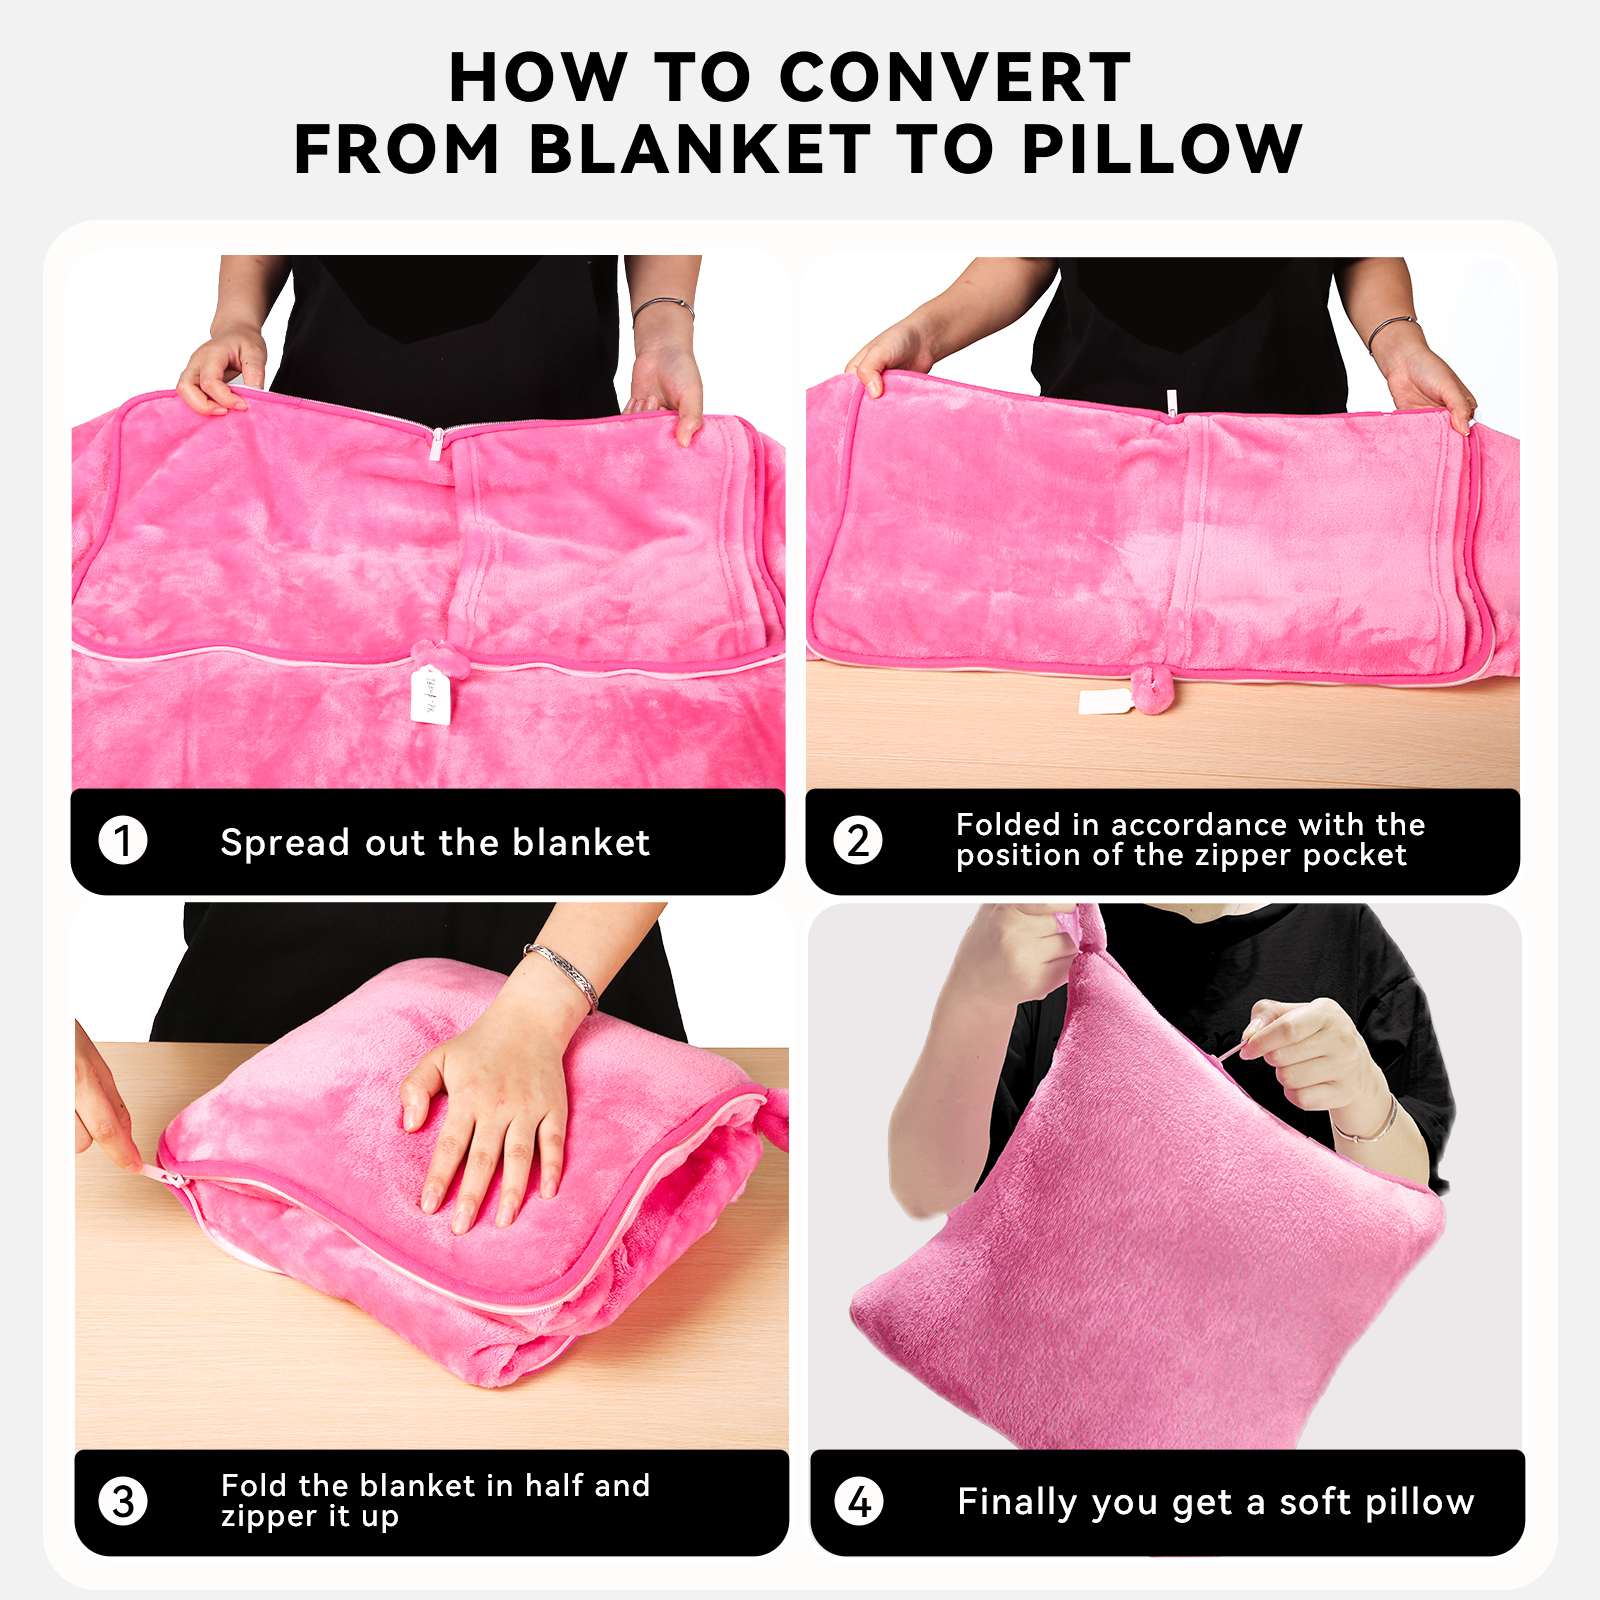 HOW TO CONVERT
FROM BLANKET TO PILLOW
1
Spread out the blanket
2
Folded in accordance with the
position of the zipper pocket
3
Fold the blanket in half and
zipper it up
4
Finally you get a soft pillow